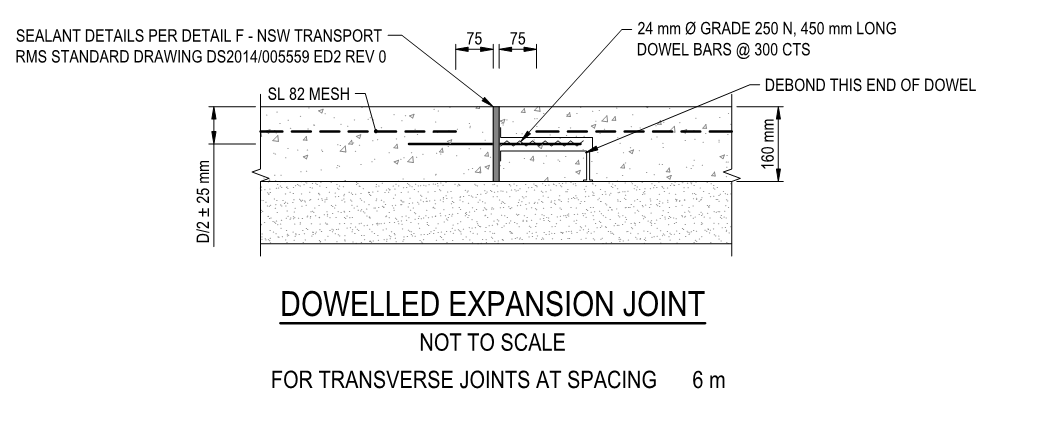 SEALANT DETAILS PER DETAIL F - NSW TRANSPORT
RMS STANDARD DRAWING DS2014/005559 ED2 REV 0
75
75
24 mm Ø GRADE 250 N, 450 mm LONG
DOWEL BARS @ 300 CTS
DEBOND THIS END OF DOWEL
SL 82 MESH
D/2 ± 25 mm
160 mm
DOWELLED EXPANSION JOINT
NOT TO SCALE
FOR TRANSVERSE JOINTS AT SPACING 6 m